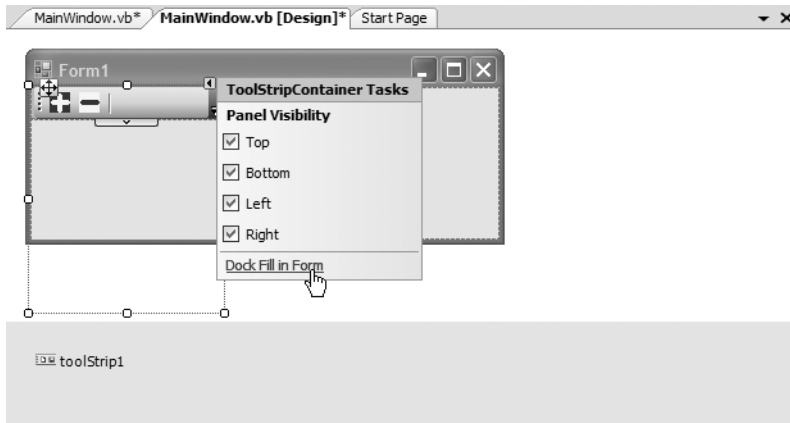 MainWindow.vb* MainWindow.vb [Design]* Start Page
Form1
ToolStripContainer Tasks
Panel Visibility
Top
Bottom
Left
Right
Dock Fill in Form
toolStrip1